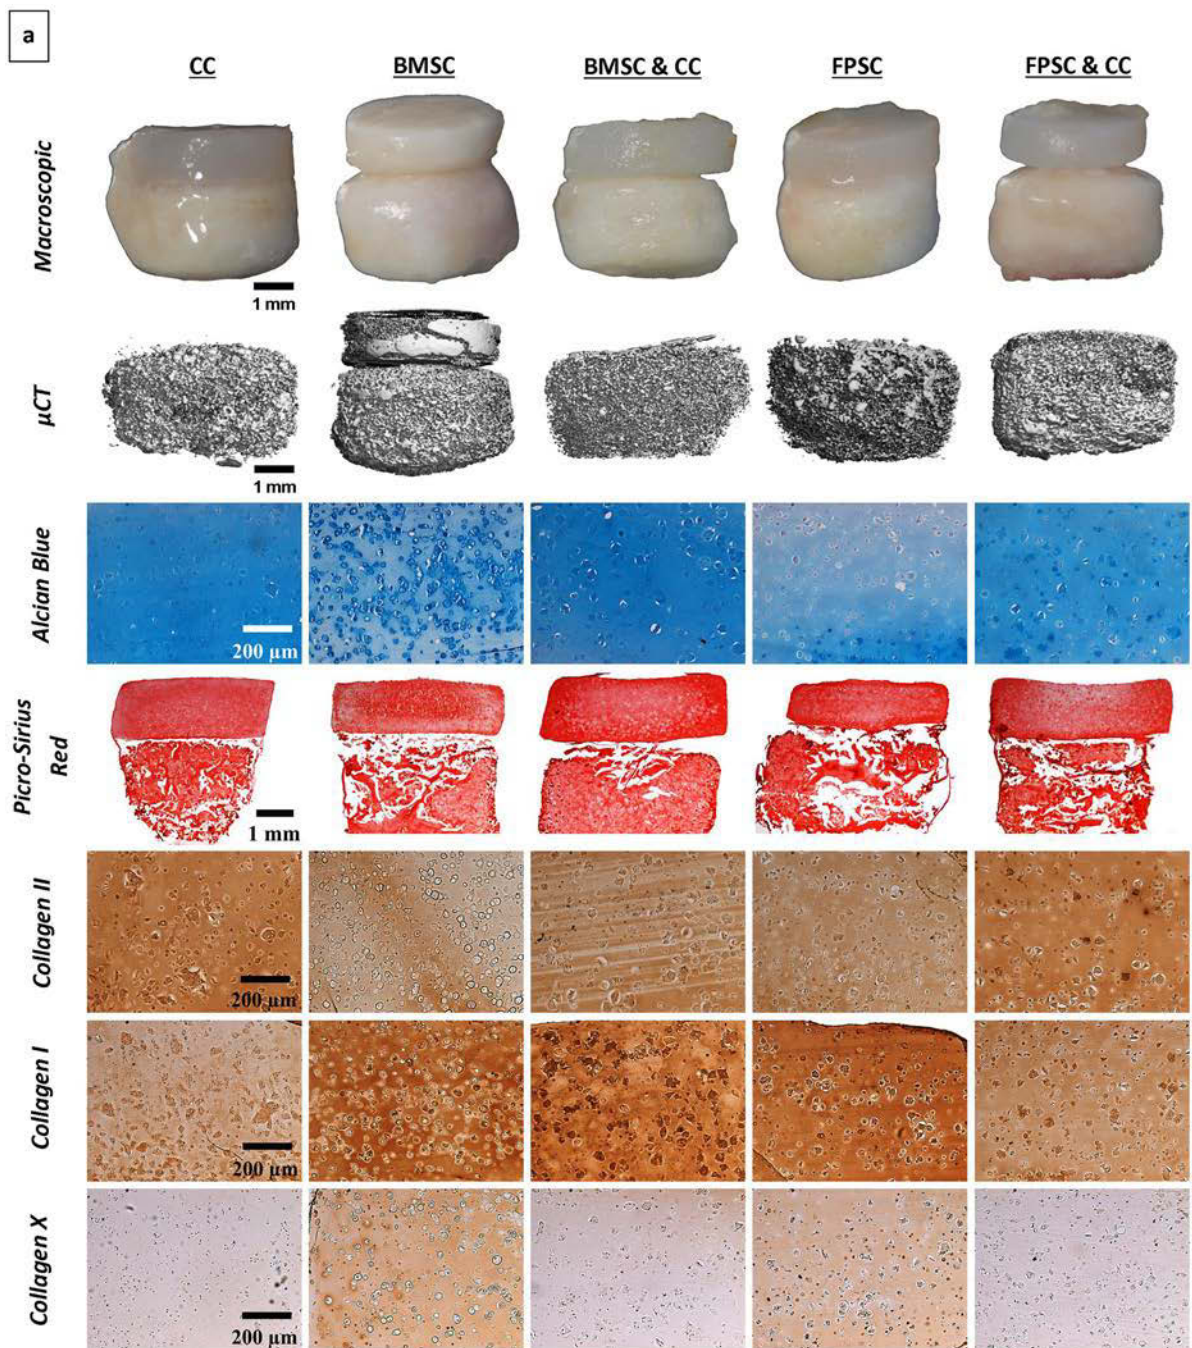 a
CC BMSC BMSC & CC FPSC FPSC & CC
Macroscopic
1 mm
µCT
1 mm
Alcian Blue
200 µm
Picro-Sirius
Red
1 mm
Collagen II
200 µm
Collagen I
200 µm
Collagen X
200 µm